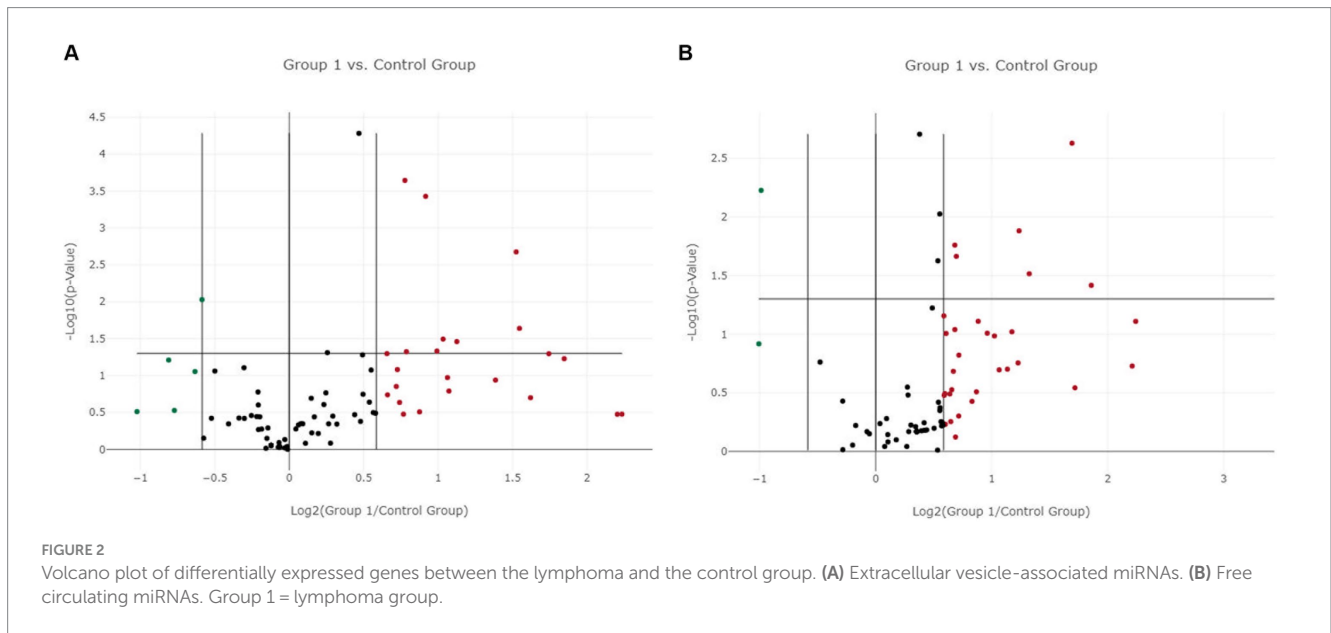 A
Group 1 vs. Control Group
4.5
4
3.5
3
2.5
2
1.5
1
0.5
0
-Log10(p-Value)
−1
−0.5
0
0.5
1
1.5
2
Log2(Group 1/Control Group)
B
Group 1 vs. Control Group
2.5
2
1.5
1
0.5
0
-Log10(p-Value)
−1
0
1
2
3
Log2(Group 1/Control Group)
FIGURE 2
Volcano plot of differentially expressed genes between the lymphoma and the control group. (A) Extracellular vesicle-associated miRNAs. (B) Free
circulating miRNAs. Group 1 = lymphoma group.